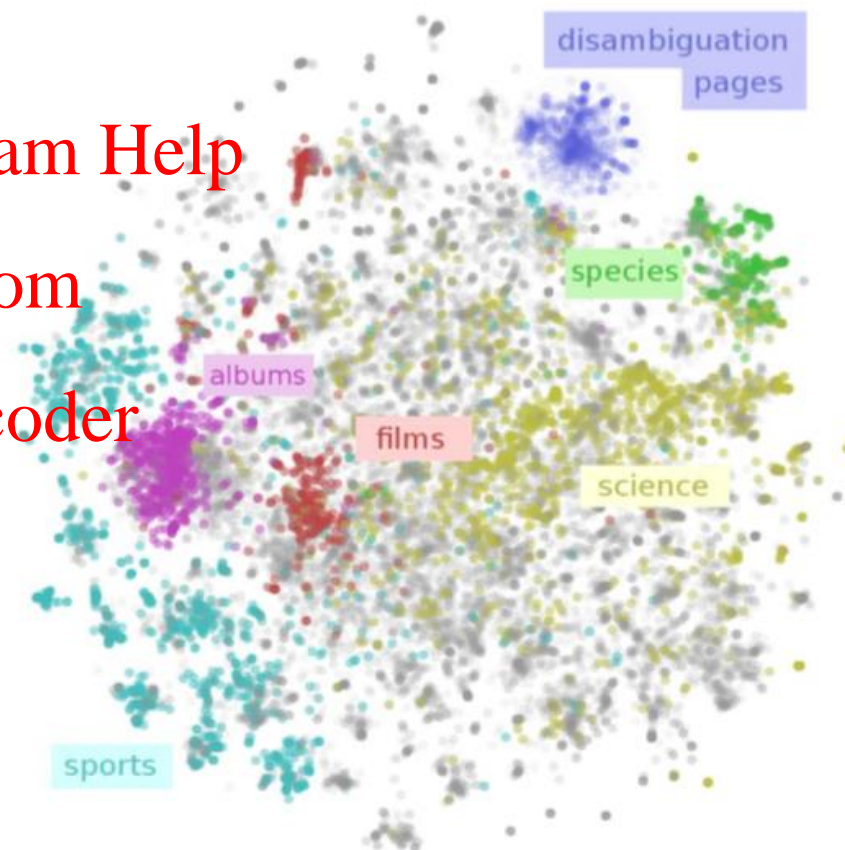 disambiguation
pages
am Help
species
om
albums
coder
films
science
sports